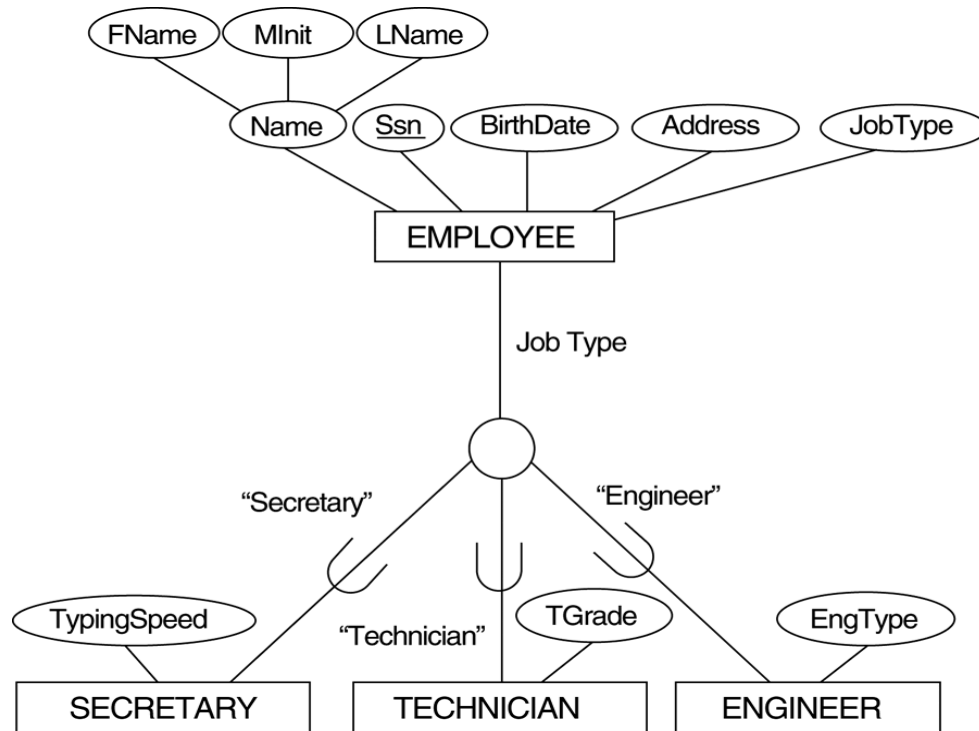 FName MInit LName
Name Ssn BirthDate Address JobType
EMPLOYEE
Job Type
“Secretary” “Engineer”
TypingSpeed “Technician” TGrade EngType
SECRETARY TECHNICIAN ENGINEER